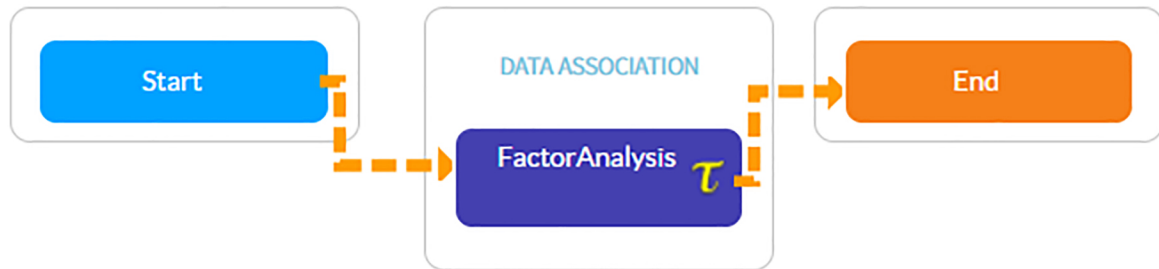 Start
DATA ASSOCIATION
FactorAnalysis
τ
End